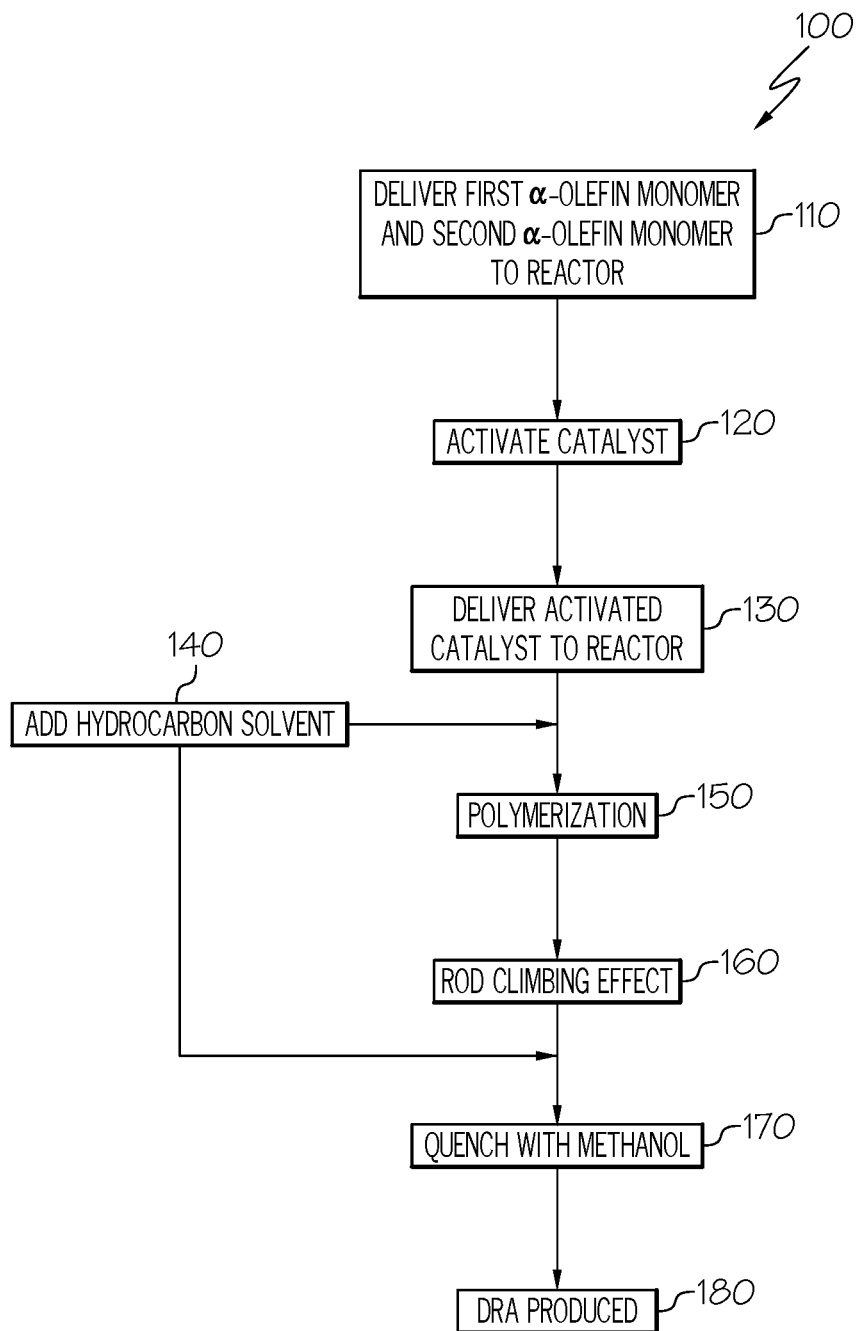 100
DELIVER FIRST α-OLEFIN MONOMER
AND SECOND α-OLEFIN MONOMER
TO REACTOR
110
ACTIVATE CATALYST
120
DELIVER ACTIVATED
CATALYST TO REACTOR
130
140
ADD HYDROCARBON SOLVENT
POLYMERIZATION
150
ROD CLIMBING EFFECT
160
QUENCH WITH METHANOL
170
DRA PRODUCED
180